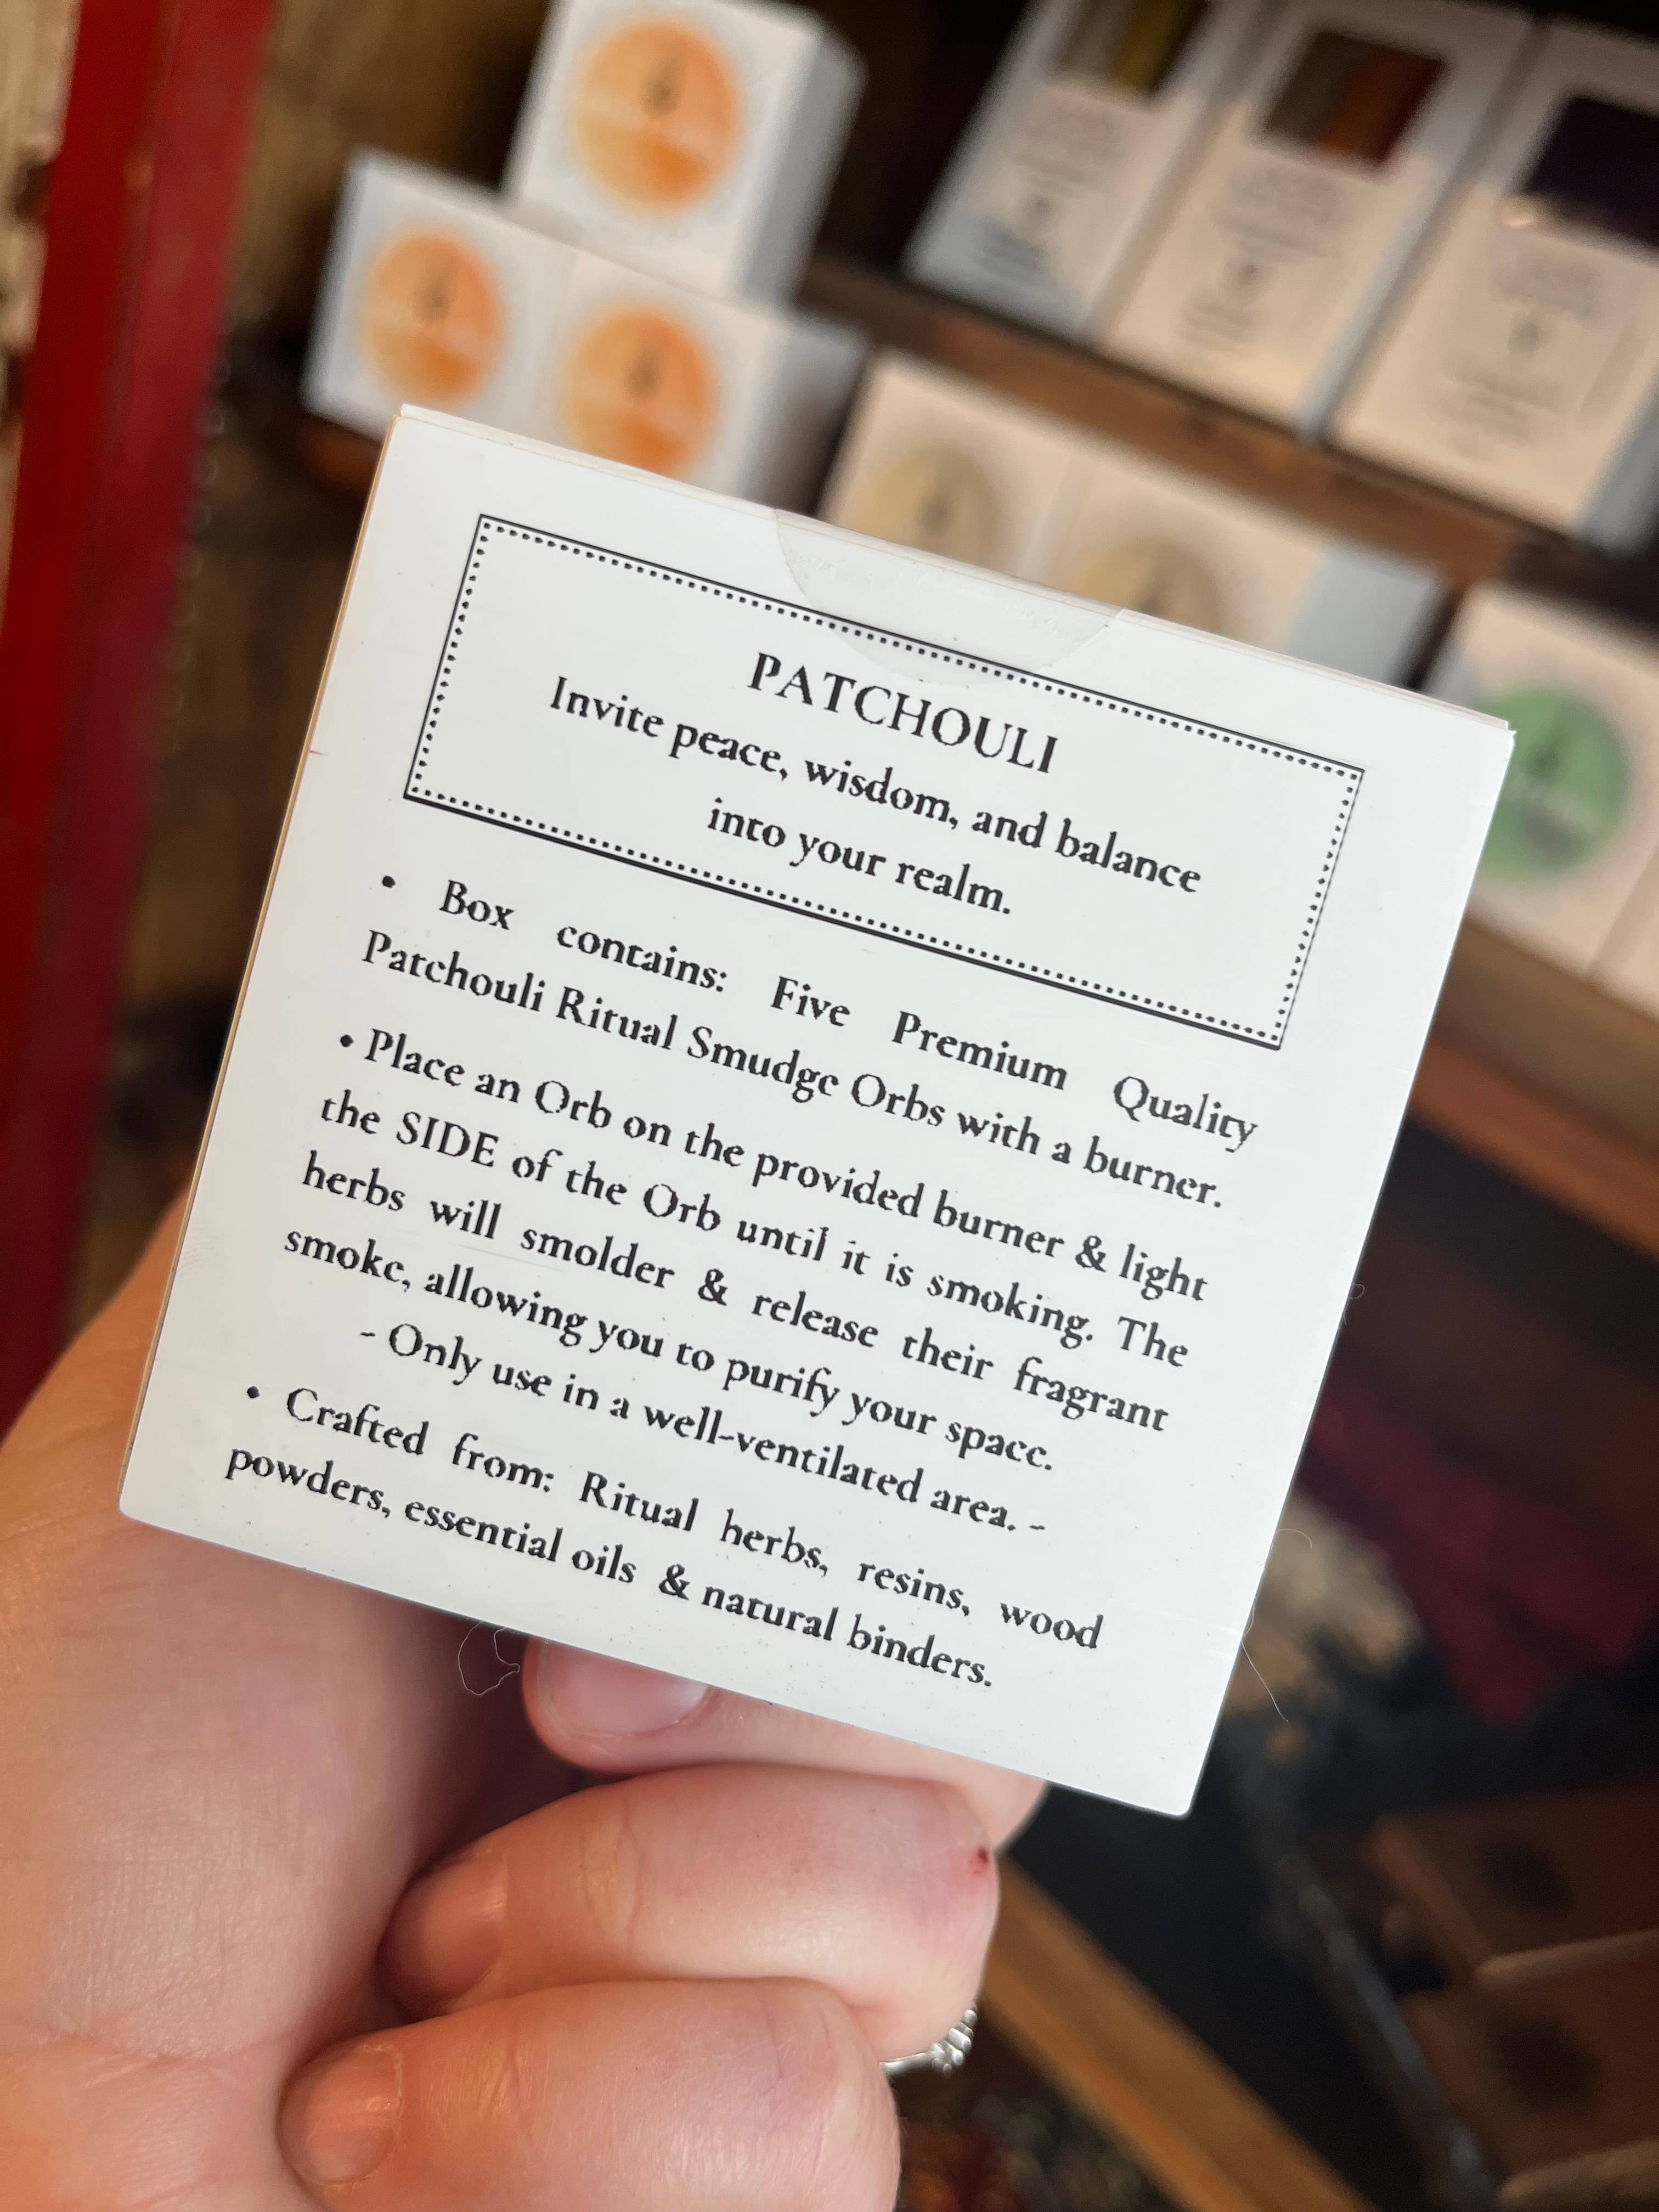 PATCHOULI
Invite peace, wisdom, and balance
into your realm.
• Box contains: Five Premium Quality
Patchouli Ritual Smudge Orbs with a burner.
• Place an Orb on the provided burner & light
the SIDE of the Orb until it is smoking. The
herbs will smolder & release their fragrant
smoke, allowing you to purify your space.
- Only use in a well-ventilated area. -
• Crafted from: Ritual herbs, resins, wood
powders, essential oils & natural binders.